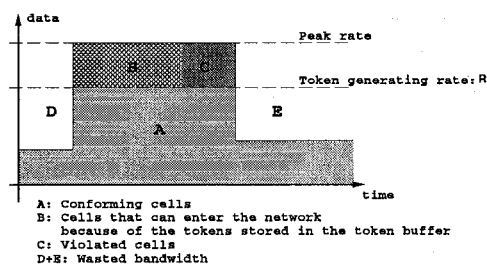 data
Peak rate
B
C
Token generating rate: R
D
E
A
time
A: Conforming cells
B: Cells that can enter the network
because of the tokens stored in the token buffer
C: Violated cells
D+E: Wasted bandwidth